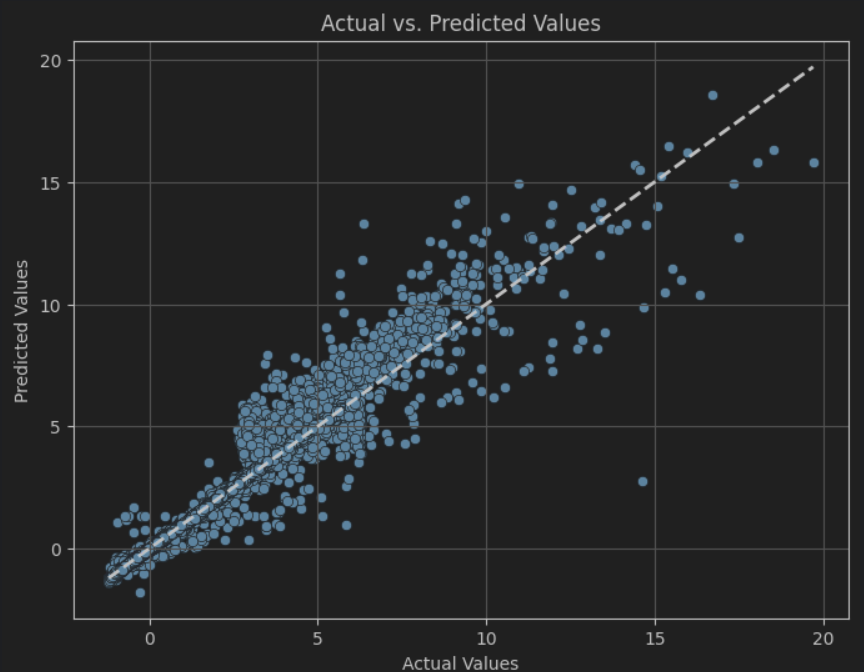 Actual vs. Predicted Values
20
15
10
5
0
Predicted Values
0 5 10 15 20
Actual Values